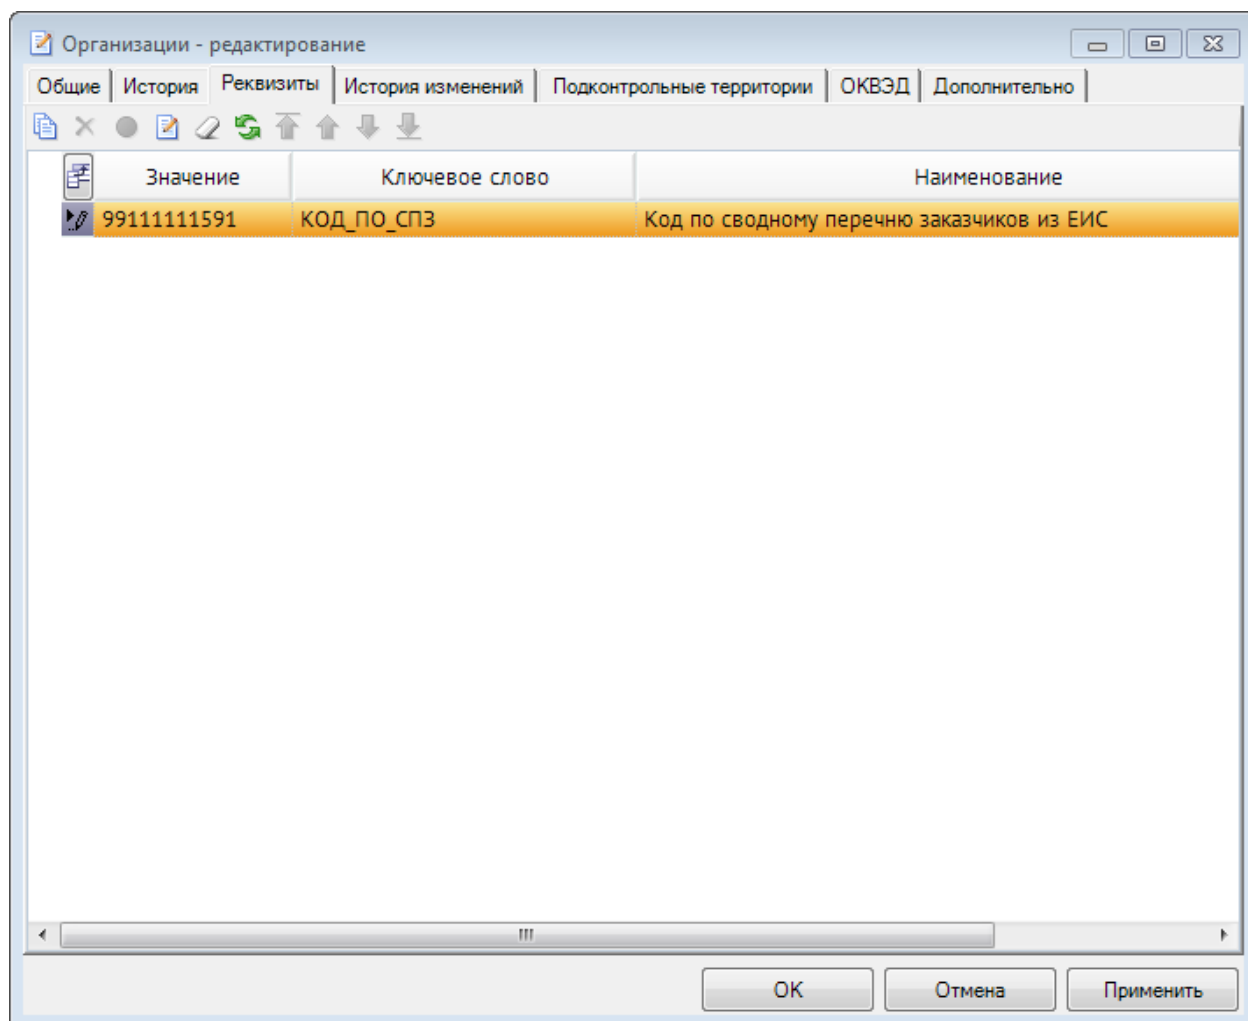 Организации - редактирование
Общие История Реквизиты История изменений Подконтрольные территории ОКВЭД Дополнительно
Значение Ключевое слово Наименование
99111111591 КОД_ПО_СПЗ Код по сводному перечню заказчиков из ЕИС
ОК Отмена Применить